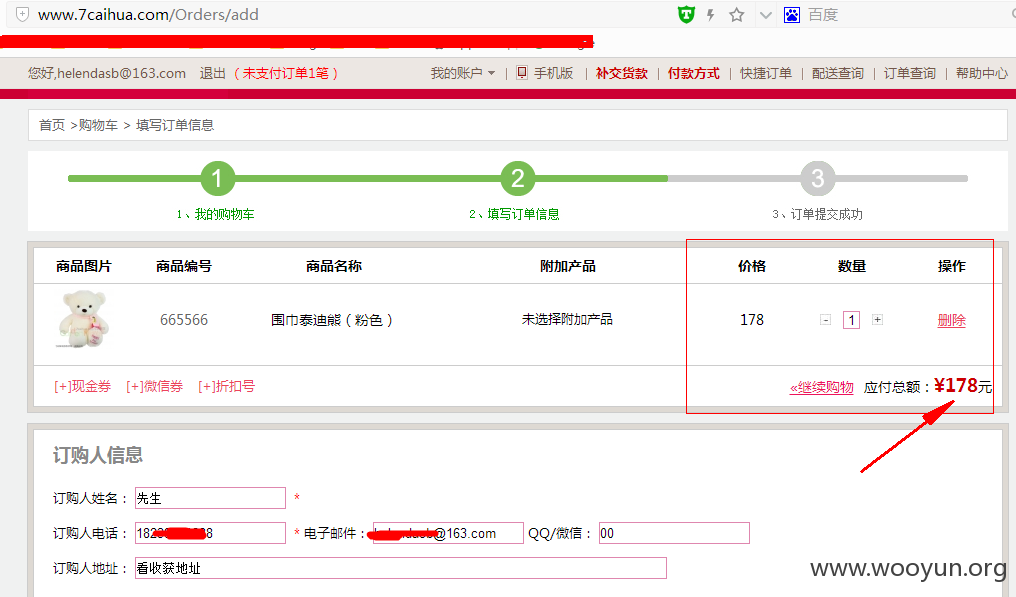 www.7caihua.com/Orders/add 百度
您好,helendasb@163.com 退出 (未支付订单1笔) 我的账户 | 手机版 | 补交货款 | 付款方式 | 快捷订单 | 配送查询 | 订单查询 | 帮助中心
首页 >购物车 > 填写订单信息
1 2 3
1、我的购物车 2、填写订单信息 3、订单提交成功
商品图片 商品编号 商品名称 附加产品 价格 数量 操作
665566 围巾泰迪熊(粉色) 未选择附加产品 178 - 1 + 删除
[+]现金券 [+]微信券 [+]折扣号 «继续购物 应付总额:¥178元
订购人信息
订购人姓名: 先生 *
订购人电话: 182 8 * 电子邮件: @163.com QQ/微信: 00
订购人地址: 看收获地址
www.wooyun.org